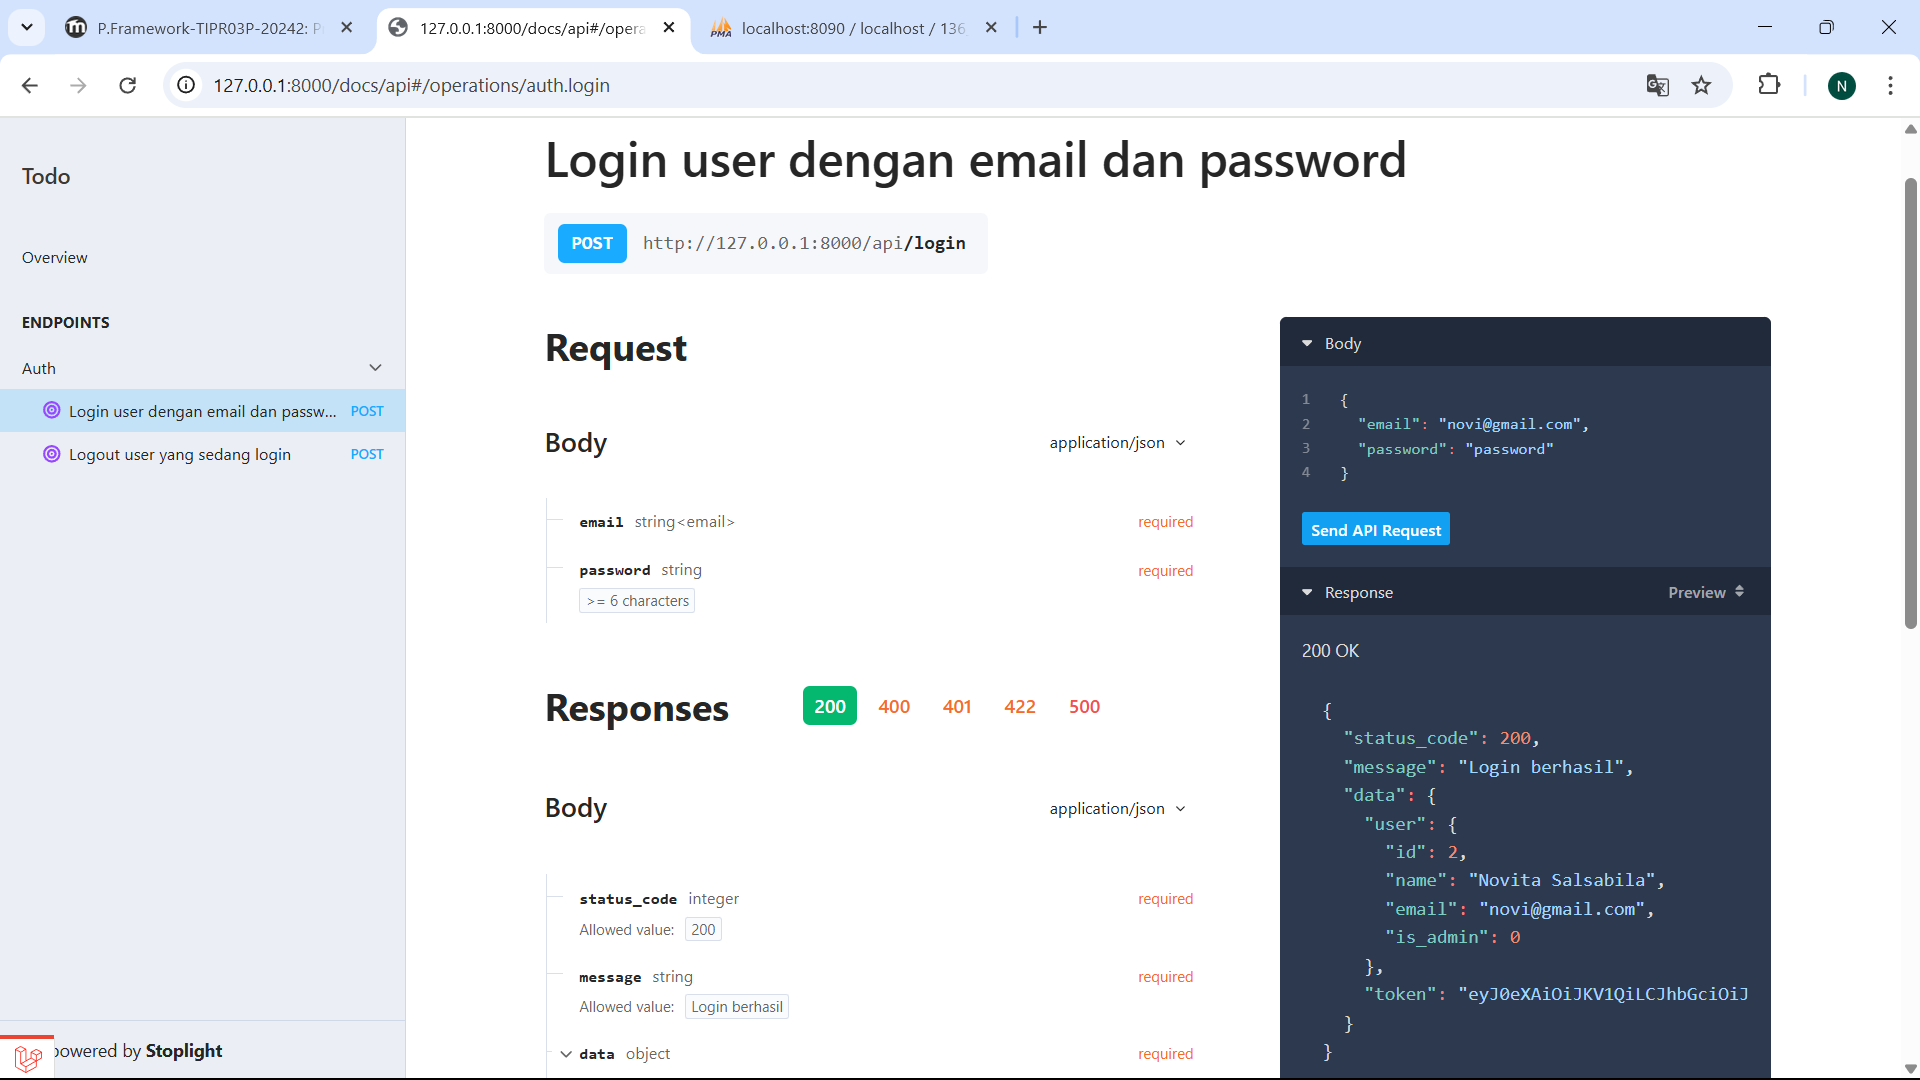 P.Framework-TIPR03P-20242:
127.0.0.1:8000/docs/api#/opera
localhost:8090 / localhost / 136
127.0.0.1:8000/docs/api#/operations/auth.login
N
Todo
Overview
ENDPOINTS
Auth
Login user dengan email dan passw... POST
Logout user yang sedang login POST
powered by Stoplight
Login user dengan email dan password
POST http://127.0.0.1:8000/api/login
Request
Body application/json
email string<email> required
password string required
>= 6 characters
Responses 200 400 401 422 500
Body application/json
status_code integer required
Allowed value: 200
message string required
Allowed value: Login berhasil
data object required
Body
1 {
2 "email": "novi@gmail.com",
3 "password": "password"
4 }
Send API Request
Response Preview
200 OK
{
"status_code": 200,
"message": "Login berhasil",
"data": {
"user": {
"id": 2,
"name": "Novita Salsabila",
"email": "novi@gmail.com",
"is_admin": 0
},
"token": "eyJ0eXAiOiJKV1QiLCJhbGciOiJ
}
}